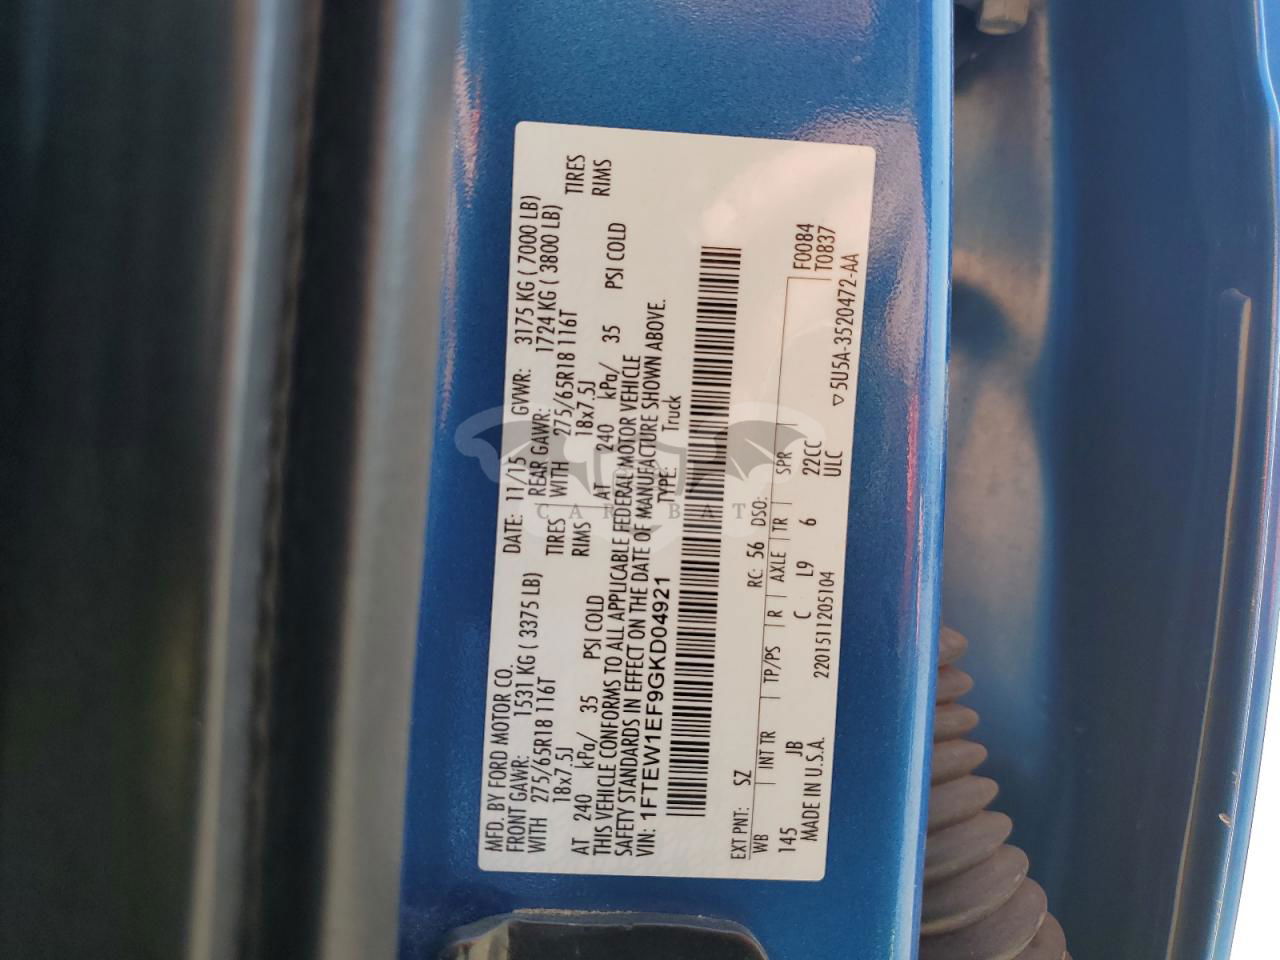 MFD. BY FORD MOTOR CO. DATE: 11/15 GVWR: 3175 KG ( 7000 LB)
FRONT GAWR: 1531 KG ( 3375 LB) REAR GAWR: 1724 KG ( 3800 LB)
WITH 275/65R18 116T TIRES WITH 275/65R18 116T TIRES
18x7.5J RIMS 18x7.5J RIMS
AT 240 kPa/ 35 PSI COLD AT 240 kPa/ 35 PSI COLD
THIS VEHICLE CONFORMS TO ALL APPLICABLE FEDERAL MOTOR VEHICLE
SAFETY STANDARDS IN EFFECT ON THE DATE OF MANUFACTURE SHOWN ABOVE.
VIN: 1FTEW1EF9GKD04921 TYPE: Truck
EXT PNT: SZ RC: 56 DSO:
WB INT TR TP/PS R AXLE TR SPR F0084
145 JB C L9 6 22CC T0837
ULC
MADE IN U.S.A. 2201511205104 ▽5U5A-3520472-AA
CAR BAT